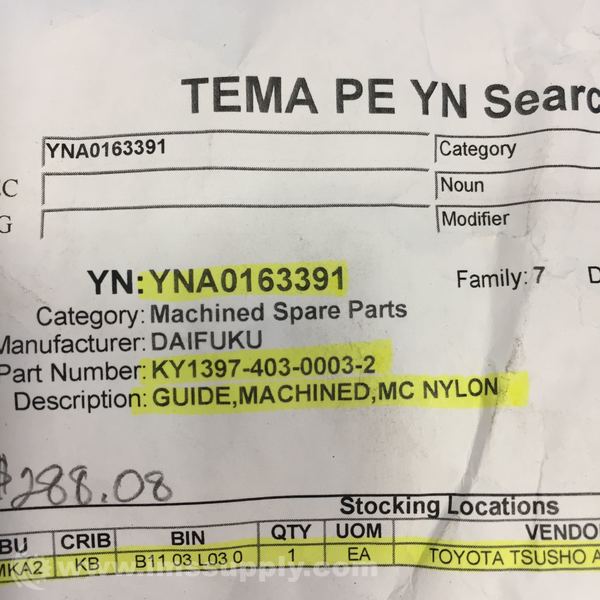 TEMA PE YN Searc
YNA0163391 Category
C Noun
G Modifier
YN: YNA0163391 Family: 7 D
Category: Machined Spare Parts
Manufacturer: DAIFUKU
Part Number: KY1397-403-0003-2
Description: GUIDE,MACHINED,MC NYLON
$288.08
Stocking Locations
BU CRIB BIN QTY UOM VENDO
MKA2 KB B11 03 L03 0 1 EA TOYOTA TSUSHO A